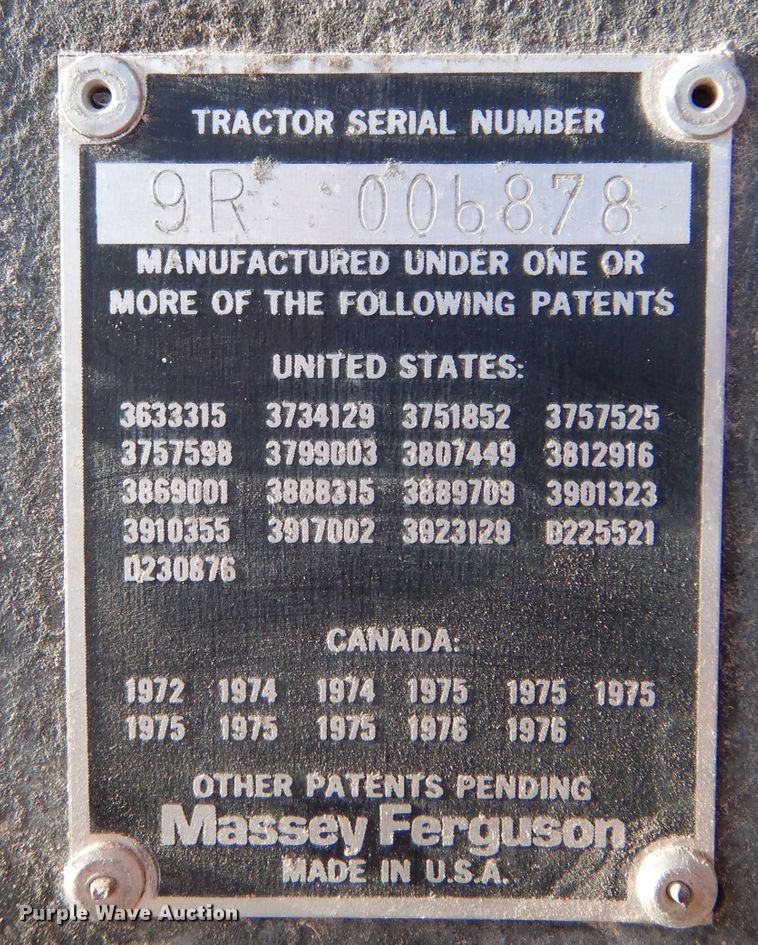 TRACTOR SERIAL NUMBER
9R 006878
MANUFACTURED UNDER ONE OR
MORE OF THE FOLLOWING PATENTS
UNITED STATES:
3633315 3734129 3751852 3757525
3757598 3799003 3807449 3812916
3869001 3888315 3889709 3901323
3910355 3917002 3923129 D225521
D230876
CANADA:
1972 1974 1974 1975 1975 1975
1975 1975 1975 1976 1976
OTHER PATENTS PENDING
Massey Ferguson
MADE IN U.S.A.
Purple Wave Auction